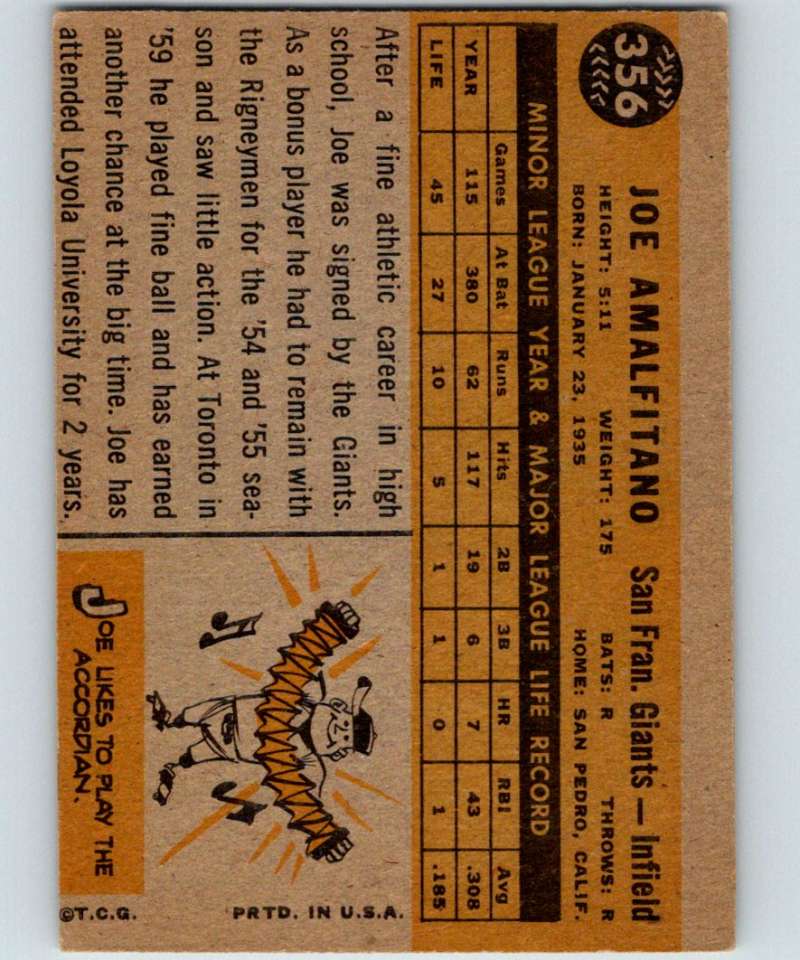 356
JOE AMALFITANO San Fran. Giants — Infield
HEIGHT: 5:11 WEIGHT: 175 BATS: R THROWS: R
BORN: JANUARY 23, 1935 HOME: SAN PEDRO, CALIF.
MINOR LEAGUE YEAR & MAJOR LEAGUE LIFE RECORD
Games At Bat Runs Hits 2B 3B HR RBI Avg
YEAR 115 380 62 117 19 6 7 43 .308
LIFE 45 27 10 5 1 1 0 1 .185
After a fine athletic career in high
school, Joe was signed by the Giants.
As a bonus player he had to remain with
the Rigneymen for the '54 and '55 sea-
son and saw little action. At Toronto in
'59 he played fine ball and has earned
another chance at the big time. Joe has
attended Loyola University for 2 years.
JOE LIKES TO PLAY THE
ACCORDIAN.
©T.C.G. PRTD. IN U.S.A.